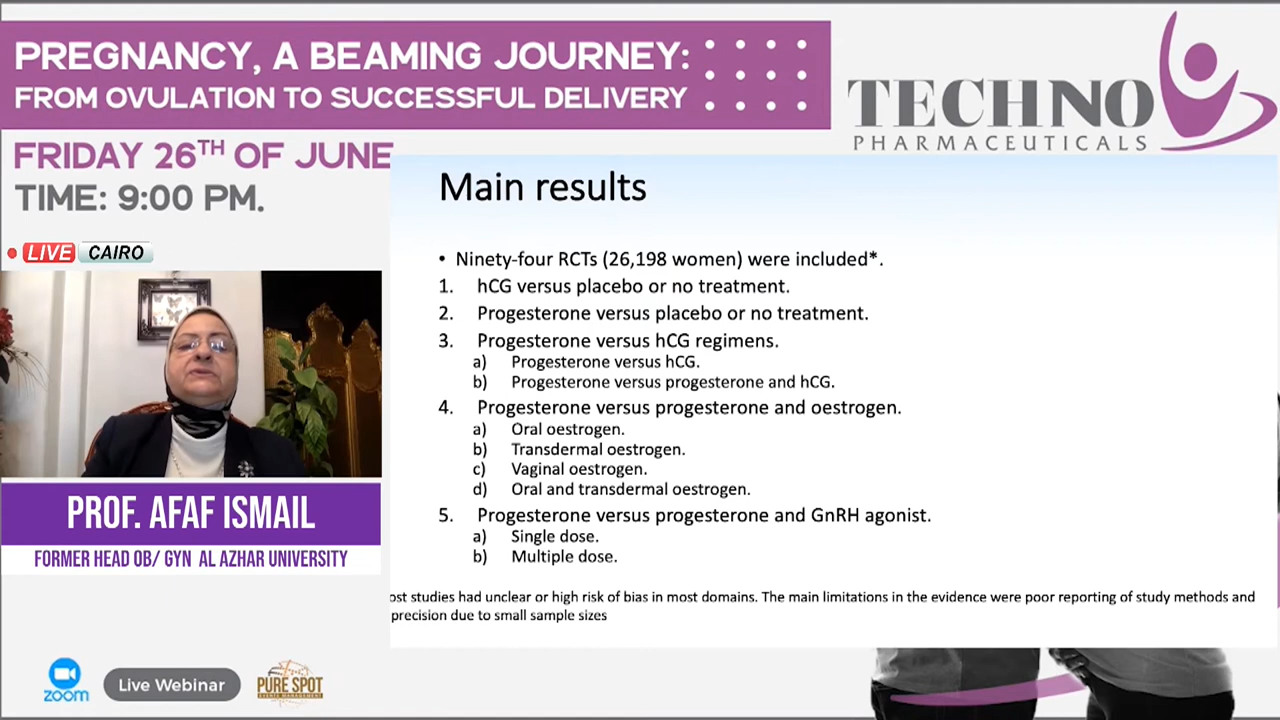 PREGNANCY, A BEAMING JOURNEY:
FROM OVULATION TO SUCCESSFUL DELIVERY
TECHNO
PHARMACEUTICALS
FRIDAY 26TH OF JUNE
TIME: 9:00 PM.
LIVE CAIRO
Main results
• Ninety-four RCTs (26,198 women) were included*.
1. hCG versus placebo or no treatment.
2. Progesterone versus placebo or no treatment.
3. Progesterone versus hCG regimens.
a) Progesterone versus hCG.
b) Progesterone versus progesterone and hCG.
4. Progesterone versus progesterone and oestrogen.
a) Oral oestrogen.
b) Transdermal oestrogen.
c) Vaginal oestrogen.
d) Oral and transdermal oestrogen.
5. Progesterone versus progesterone and GnRH agonist.
a) Single dose.
b) Multiple dose.
ost studies had unclear or high risk of bias in most domains. The main limitations in the evidence were poor reporting of study methods and
precision due to small sample sizes
PROF. AFAF ISMAIL
FORMER HEAD OB/ GYN AL AZHAR UNIVERSITY
zoom
Live Webinar
PURE SPOT
EVENTS MANAGEMENT